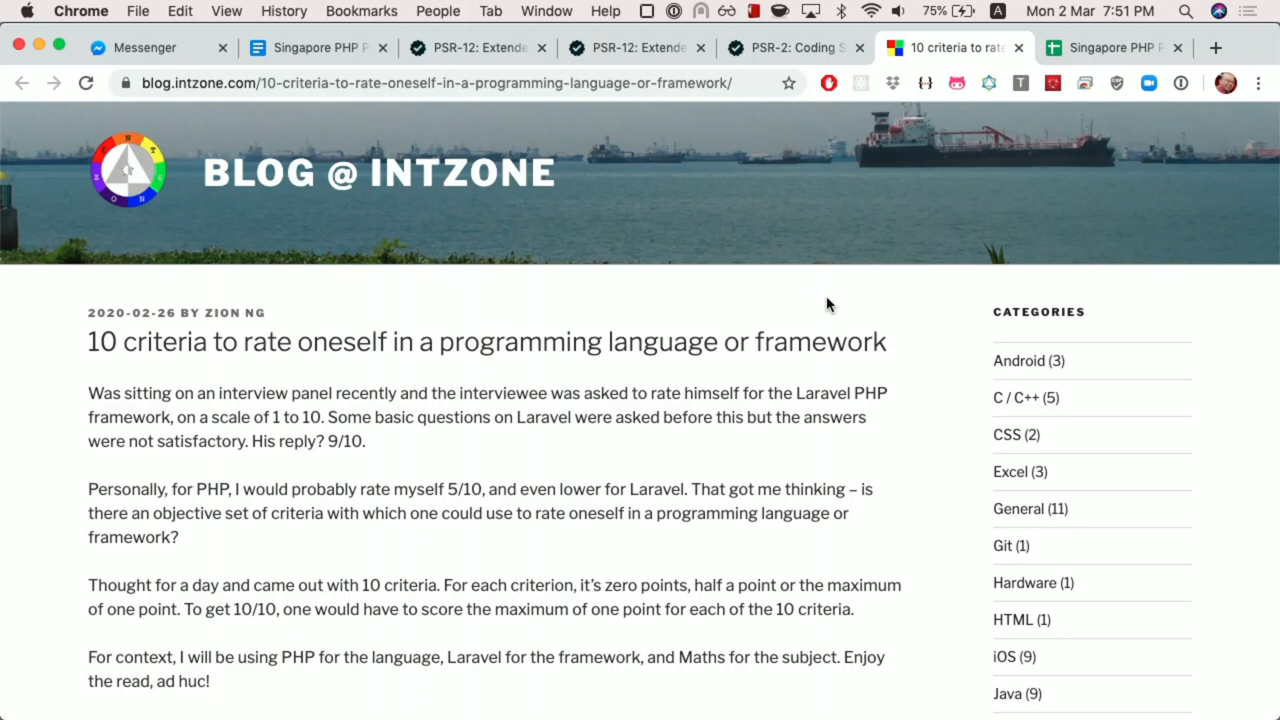 Chrome File Edit View History Bookmarks People Tab Window Help 75% A Mon 2 Mar 7:51 PM
Messenger Singapore PHP PSR-12: Extende PSR-12: Extende PSR-2: Coding S 10 criteria to rate Singapore PHP
blog.intzone.com/10-criteria-to-rate-oneself-in-a-programming-language-or-framework/
BLOG @ INTZONE
2020-02-26 BY ZION NG
10 criteria to rate oneself in a programming language or framework
Was sitting on an interview panel recently and the interviewee was asked to rate himself for the Laravel PHP
framework, on a scale of 1 to 10. Some basic questions on Laravel were asked before this but the answers
were not satisfactory. His reply? 9/10.
Personally, for PHP, I would probably rate myself 5/10, and even lower for Laravel. That got me thinking – is
there an objective set of criteria with which one could use to rate oneself in a programming language or
framework?
Thought for a day and came out with 10 criteria. For each criterion, it’s zero points, half a point or the maximum
of one point. To get 10/10, one would have to score the maximum of one point for each of the 10 criteria.
For context, I will be using PHP for the language, Laravel for the framework, and Maths for the subject. Enjoy
the read, ad huc!
CATEGORIES
Android (3)
C / C++ (5)
CSS (2)
Excel (3)
General (11)
Git (1)
Hardware (1)
HTML (1)
iOS (9)
Java (9)